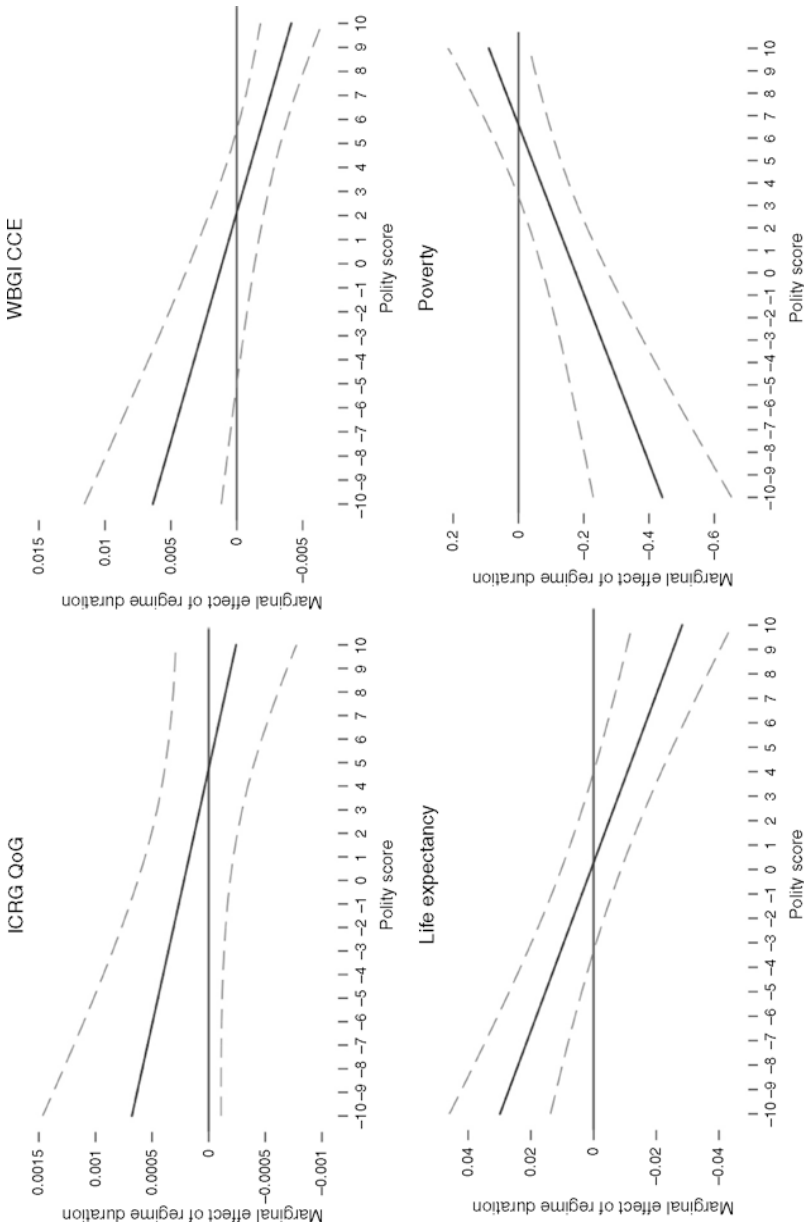 ICRG QoG
0.0015
0.001
0.0005
0
−0.0005
−0.001
Marginal effect of regime duration
−10 −9 −8 −7 −6 −5 −4 −3 −2 −1 0 1 2 3 4 5 6 7 8 9 10
Polity score
WBGI CCE
0.015
0.01
0.005
0
−0.005
Marginal effect of regime duration
−10 −9 −8 −7 −6 −5 −4 −3 −2 −1 0 1 2 3 4 5 6 7 8 9 10
Polity score
Life expectancy
0.04
0.02
0
−0.02
−0.04
Marginal effect of regime duration
−10 −9 −8 −7 −6 −5 −4 −3 −2 −1 0 1 2 3 4 5 6 7 8 9 10
Polity score
Poverty
0.2
0
−0.2
−0.4
−0.6
Marginal effect of regime duration
−10 −9 −8 −7 −6 −5 −4 −3 −2 −1 0 1 2 3 4 5 6 7 8 9 10
Polity score